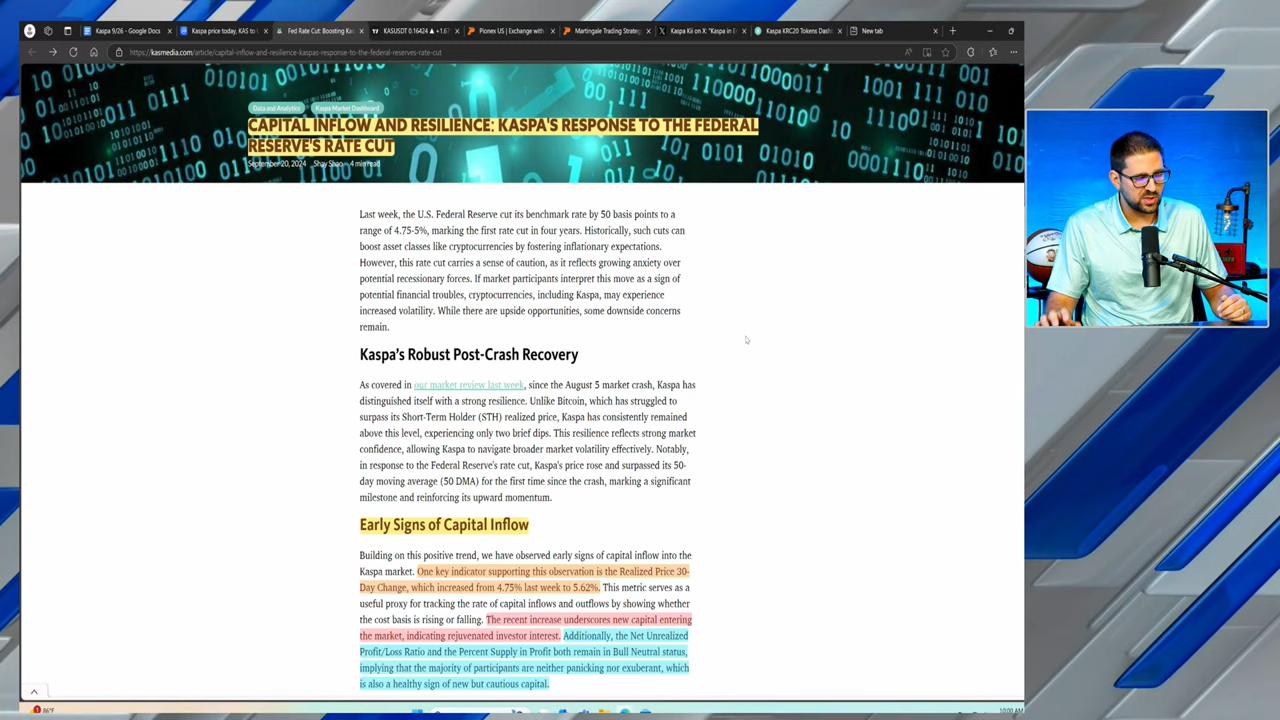 Kaspa 9/26 - Google Docs
Kaspa price today, KAS to
Fed Rate Cut: Boosting Kas
KASUSDT 0.16424 ▲ +1.6
Pionex US | Exchange with
Martingale Trading Strateg
Kaspa Kii on X: "Kaspa in E
Kaspa KRC20 Tokens Dash
New tab
https://kasmedia.com/article/capital-inflow-and-resilience-kaspas-response-to-the-federal-reserves-rate-cut
Data and Analytics
Kaspa Market Dashboard
CAPITAL INFLOW AND RESILIENCE: KASPA'S RESPONSE TO THE FEDERAL
RESERVE'S RATE CUT
September 20, 2024 Shay Shao 4 min read
Last week, the U.S. Federal Reserve cut its benchmark rate by 50 basis points to a
range of 4.75-5%, marking the first rate cut in four years. Historically, such cuts can
boost asset classes like cryptocurrencies by fostering inflationary expectations.
However, this rate cut carries a sense of caution, as it reflects growing anxiety over
potential recessionary forces. If market participants interpret this move as a sign of
potential financial troubles, cryptocurrencies, including Kaspa, may experience
increased volatility. While there are upside opportunities, some downside concerns
remain.
Kaspa's Robust Post-Crash Recovery
As covered in our market review last week, since the August 5 market crash, Kaspa has
distinguished itself with a strong resilience. Unlike Bitcoin, which has struggled to
surpass its Short-Term Holder (STH) realized price, Kaspa has consistently remained
above this level, experiencing only two brief dips. This resilience reflects strong market
confidence, allowing Kaspa to navigate broader market volatility effectively. Notably,
in response to the Federal Reserve's rate cut, Kaspa's price rose and surpassed its 50-
day moving average (50 DMA) for the first time since the crash, marking a significant
milestone and reinforcing its upward momentum.
Early Signs of Capital Inflow
Building on this positive trend, we have observed early signs of capital inflow into the
Kaspa market. One key indicator supporting this observation is the Realized Price 30-
Day Change, which increased from 4.75% last week to 5.62%. This metric serves as a
useful proxy for tracking the rate of capital inflows and outflows by showing whether
the cost basis is rising or falling. The recent increase underscores new capital entering
the market, indicating rejuvenated investor interest. Additionally, the Net Unrealized
Profit/Loss Ratio and the Percent Supply in Profit both remain in Bull Neutral status,
implying that the majority of participants are neither panicking nor exuberant, which
is also a healthy sign of new but cautious capital.
86°F
10:00 AM